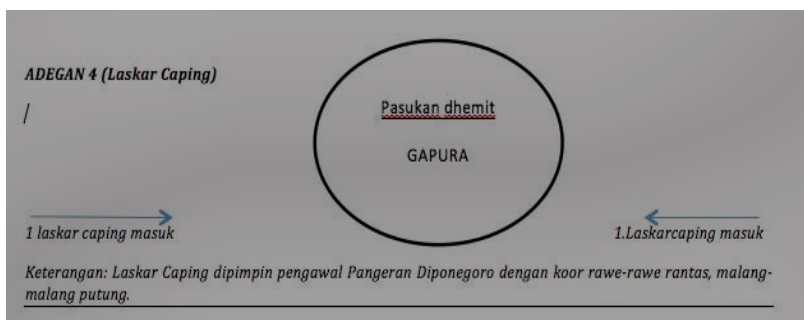 ADEGAN 4 (Laskar Caping)
/
Pasukan dhemit
GAPURA
1 laskar caping masuk
1.Laskarcaping masuk
Keterangan: Laskar Caping dipimpin pengawal Pangeran Diponegoro dengan koor rawe-rawe rantas, malang-
malang putung.